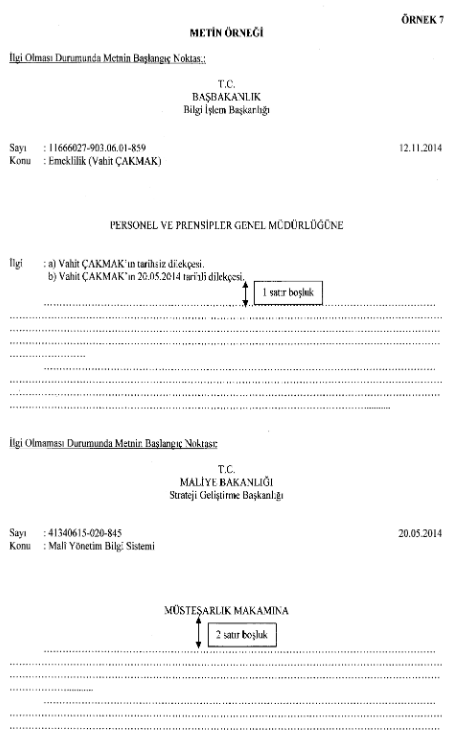 ÖRNEK 7
METİN ÖRNEĞİ
İlgi Olması Durumunda Metnin Başlangıç Noktası:
T.C.
BAŞBAKANLIK
Bilgi İşlem Başkanlığı
Sayı : 11666027-903.06.01-859 12.11.2014
Konu : Emeklilik (Vahit ÇAKMAK)
PERSONEL VE PRENSİPLER GENEL MÜDÜRLÜĞÜNE
İlgi : a) Vahit ÇAKMAK'ın tarihsiz dilekçesi.
b) Vahit ÇAKMAK'ın 20.05.2014 tarihli dilekçesi.
1 satır boşluk
İlgi Olmaması Durumunda Metnin Başlangıç Noktası:
T.C.
MALİYE BAKANLIĞI
Strateji Geliştirme Başkanlığı
Sayı : 41340615-020-845 20.05.2014
Konu : Mali Yönetim Bilgi Sistemi
MÜSTEŞARLIK MAKAMINA
2 satır boşluk